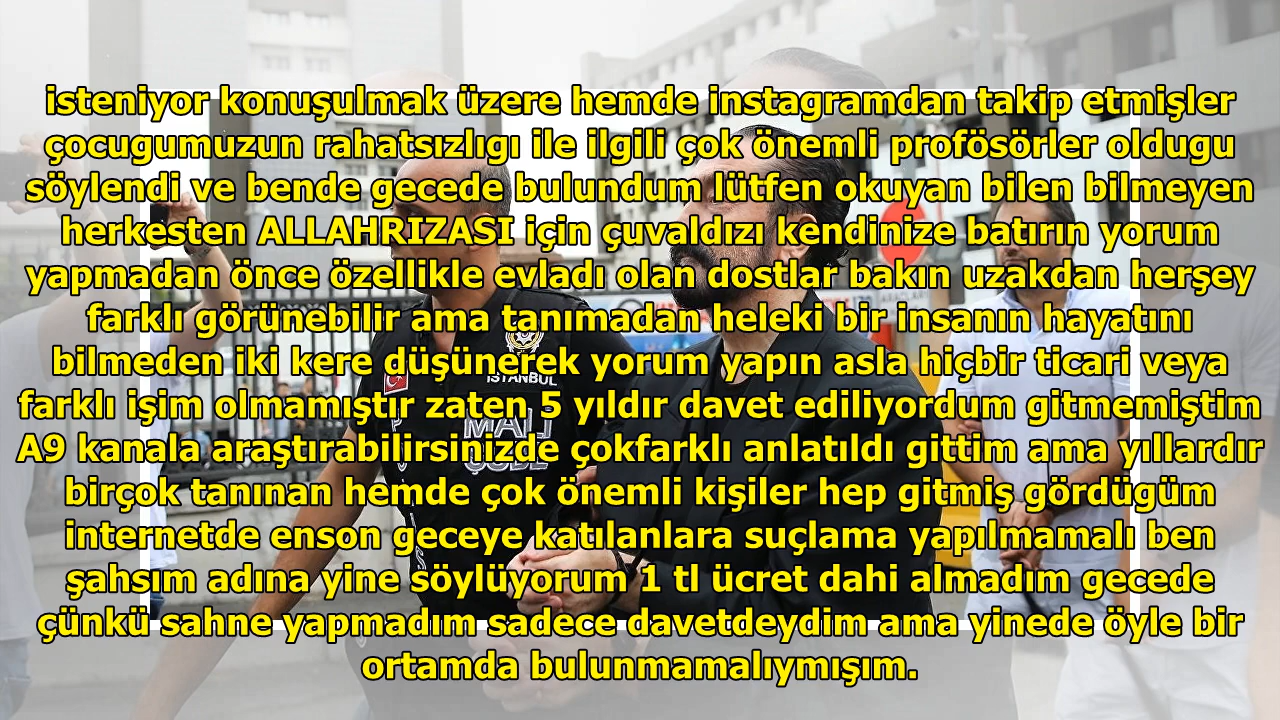 isteniyor konuşulmak üzere hemde instagramdan takip etmişler
çocugumuzun rahatsızlıgı ile ilgili çok önemli profösörler oldugu
söylendi ve bende gecede bulundum lütfen okuyan bilen bilmeyen
herkesten ALLAHRIZASI için çuvaldızı kendinize batırın yorum
yapmadan önce özellikle evladı olan dostlar bakın uzakdan herşey
farklı görünebilir ama tanımadan heleki bir insanın hayatını
bilmeden iki kere düşünerek yorum yapın asla hiçbir ticari veya
farklı işim olmamıştır zaten 5 yıldır davet ediliyordum gitmemiştim
A9 kanala araştırabilirsinizde çokfarklı anlatıldı gittim ama yıllardır
birçok tanınan hemde çok önemli kişiler hep gitmiş gördügüm
internetde enson geceye katılanlara suçlama yapılmamalı ben
şahsım adına yine söylüyorum 1 tl ücret dahi almadım gecede
çünkü sahne yapmadım sadece davetdeydim ama yinede öyle bir
ortamda bulunmamalıymışım.
İSTANBUL
MALİ
ŞUBE